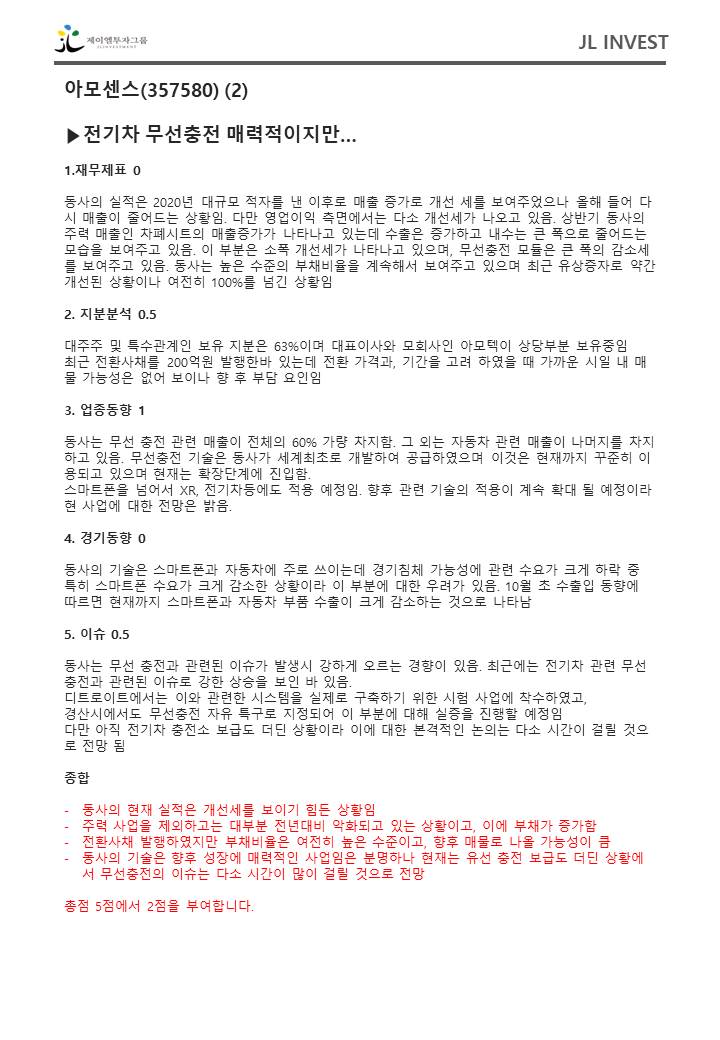 제이엠투자그룹
JLINVESTMENT
JL INVEST
아모센스(357580) (2)
▶전기차 무선충전 매력적이지만...
1.재무제표 0
동사의 실적은 2020년 대규모 적자를 낸 이후로 매출 증가로 개선 세를 보여주었으나 올해 들어 다
시 매출이 줄어드는 상황임. 다만 영업이익 측면에서는 다소 개선세가 나오고 있음. 상반기 동사의
주력 매출인 차폐시트의 매출증가가 나타나고 있는데 수출은 증가하고 내수는 큰 폭으로 줄어드는
모습을 보여주고 있음. 이 부분은 소폭 개선세가 나타나고 있으며, 무선충전 모듈은 큰 폭의 감소세
를 보여주고 있음. 동사는 높은 수준의 부채비율을 계속해서 보여주고 있으며 최근 유상증자로 약간
개선된 상황이나 여전히 100%를 넘긴 상황임
2. 지분분석 0.5
대주주 및 특수관계인 보유 지분은 63%이며 대표이사와 모회사인 아모텍이 상당부분 보유중임
최근 전환사채를 200억원 발행한바 있는데 전환 가격과, 기간을 고려 하였을 때 가까운 시일 내 매
물 가능성은 없어 보이나 향 후 부담 요인임
3. 업종동향 1
동사는 무선 충전 관련 매출이 전체의 60% 가량 차지함. 그 외는 자동차 관련 매출이 나머지를 차지
하고 있음. 무선충전 기술은 동사가 세계최초로 개발하여 공급하였으며 이것은 현재까지 꾸준히 이
용되고 있으며 현재는 확장단계에 진입함.
스마트폰을 넘어서 XR, 전기차등에도 적용 예정임. 향후 관련 기술의 적용이 계속 확대 될 예정이라
현 사업에 대한 전망은 밝음.
4. 경기동향 0
동사의 기술은 스마트폰과 자동차에 주로 쓰이는데 경기침체 가능성에 관련 수요가 크게 하락 중
특히 스마트폰 수요가 크게 감소한 상황이라 이 부분에 대한 우려가 있음. 10월 초 수출입 동향에
따르면 현재까지 스마트폰과 자동차 부품 수출이 크게 감소하는 것으로 나타남
5. 이슈 0.5
동사는 무선 충전과 관련된 이슈가 발생시 강하게 오르는 경향이 있음. 최근에는 전기차 관련 무선
충전과 관련된 이슈로 강한 상승을 보인 바 있음.
디트로이트에서는 이와 관련한 시스템을 실제로 구축하기 위한 시험 사업에 착수하였고,
경산시에서도 무선충전 자유 특구로 지정되어 이 부분에 대해 실증을 진행할 예정임
다만 아직 전기차 충전소 보급도 더딘 상황이라 이에 대한 본격적인 논의는 다소 시간이 걸릴 것으
로 전망 됨
종합
- 동사의 현재 실적은 개선세를 보이기 힘든 상황임
- 주력 사업을 제외하고는 대부분 전년대비 악화되고 있는 상황이고, 이에 부채가 증가함
- 전환사채 발행하였지만 부채비율은 여전히 높은 수준이고, 향후 매물로 나올 가능성이 큼
- 동사의 기술은 향후 성장에 매력적인 사업임은 분명하나 현재는 유선 충전 보급도 더딘 상황에
서 무선충전의 이슈는 다소 시간이 많이 걸릴 것으로 전망
총점 5점에서 2점을 부여합니다.